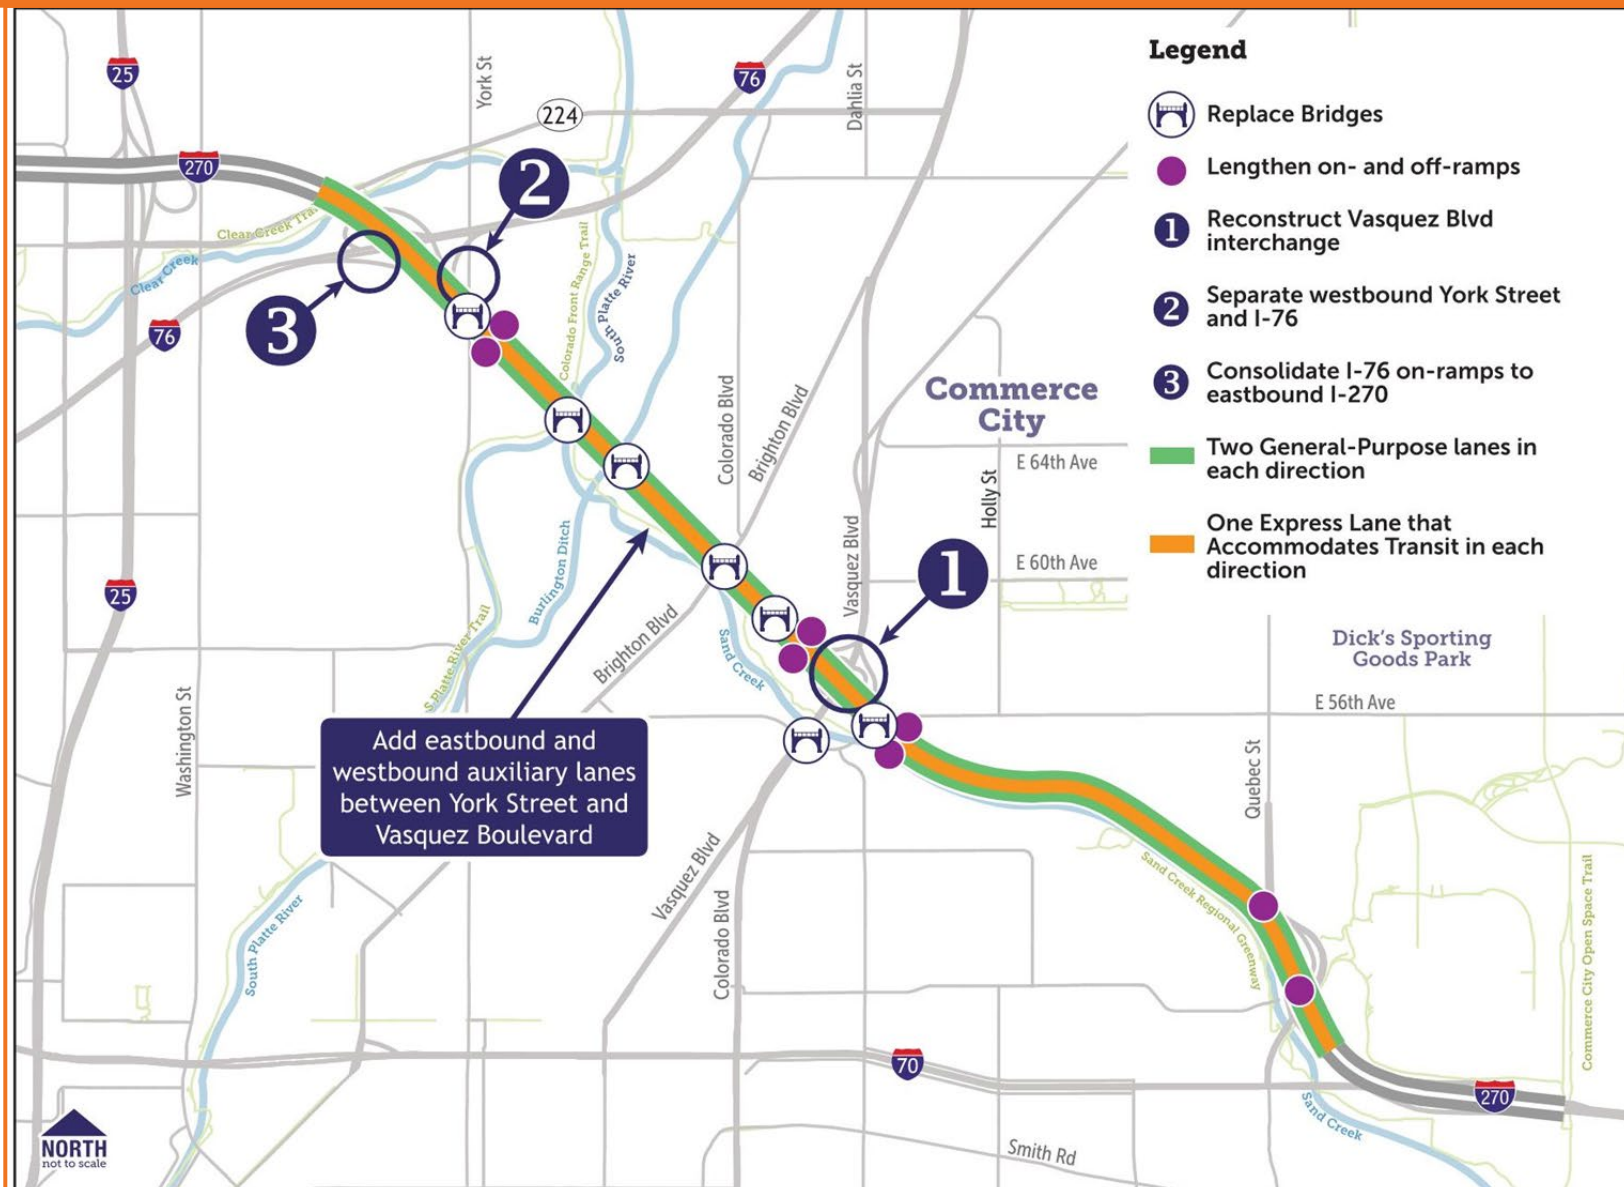 25
York St
76
Dahlia St
224
270
Clear Creek Trai
Clear Creek
2
3
76
Colorado Front Range Trail
South Platte River
Colorado Blvd
Brighton Blvd
Commerce
City
E 64th Ave
Holly St
E 60th Ave
Vasquez Blvd
1
25
Burlington Ditch
S Platte River Trail
Brighton Blvd
Sand Creek
Washington St
Add eastbound and
westbound auxiliary lanes
between York Street and
Vasquez Boulevard
Dick's Sporting
Goods Park
E 56th Ave
Quebec St
Vasquez Blvd
Colorado Blvd
South Platte River
Sand Creek Regional Greenway
Commerce City Open Space Trail
70
270
Sand Creek
Smith Rd
NORTH
not to scale
Legend
Replace Bridges
Lengthen on- and off-ramps
1
Reconstruct Vasquez Blvd
interchange
2
Separate westbound York Street
and I-76
3
Consolidate I-76 on-ramps to
eastbound I-270
Two General-Purpose lanes in
each direction
One Express Lane that
Accommodates Transit in each
direction